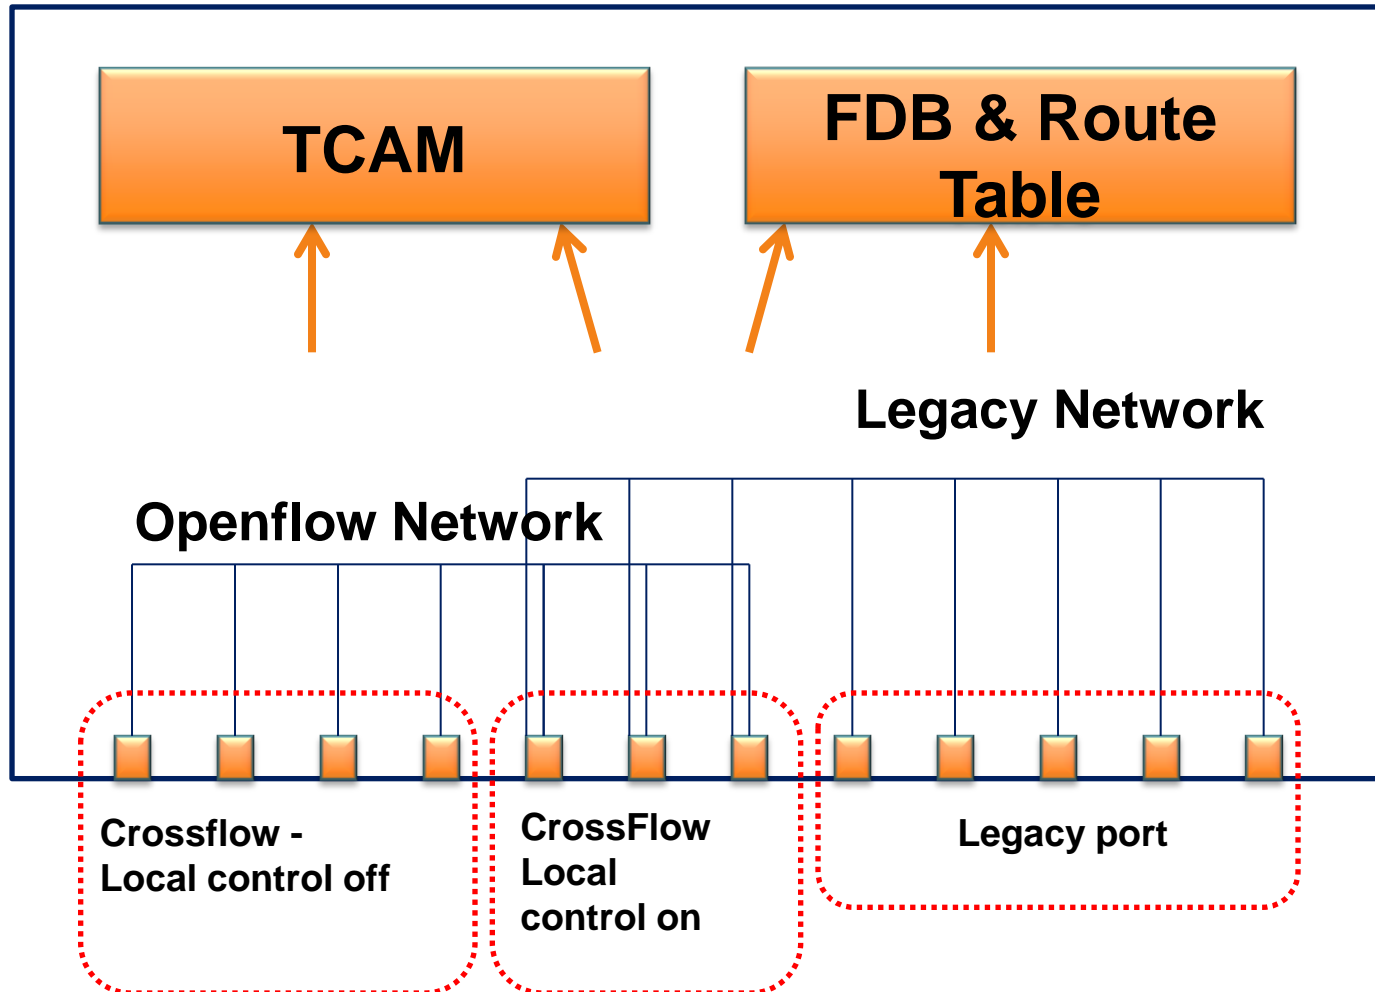 TCAM
FDB & Route
Table
Legacy Network
Openflow Network
Crossflow -
Local control off
CrossFlow
Local
control on
Legacy port